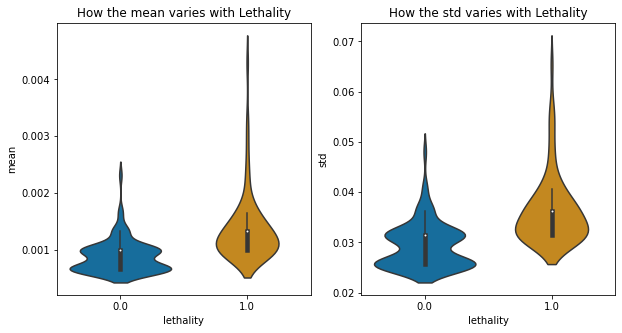 How the mean varies with Lethality
mean
0.004
0.003
0.002
0.001
0.0
1.0
lethality
How the std varies with Lethality
std
0.07
0.06
0.05
0.04
0.03
0.02
0.0
1.0
lethality